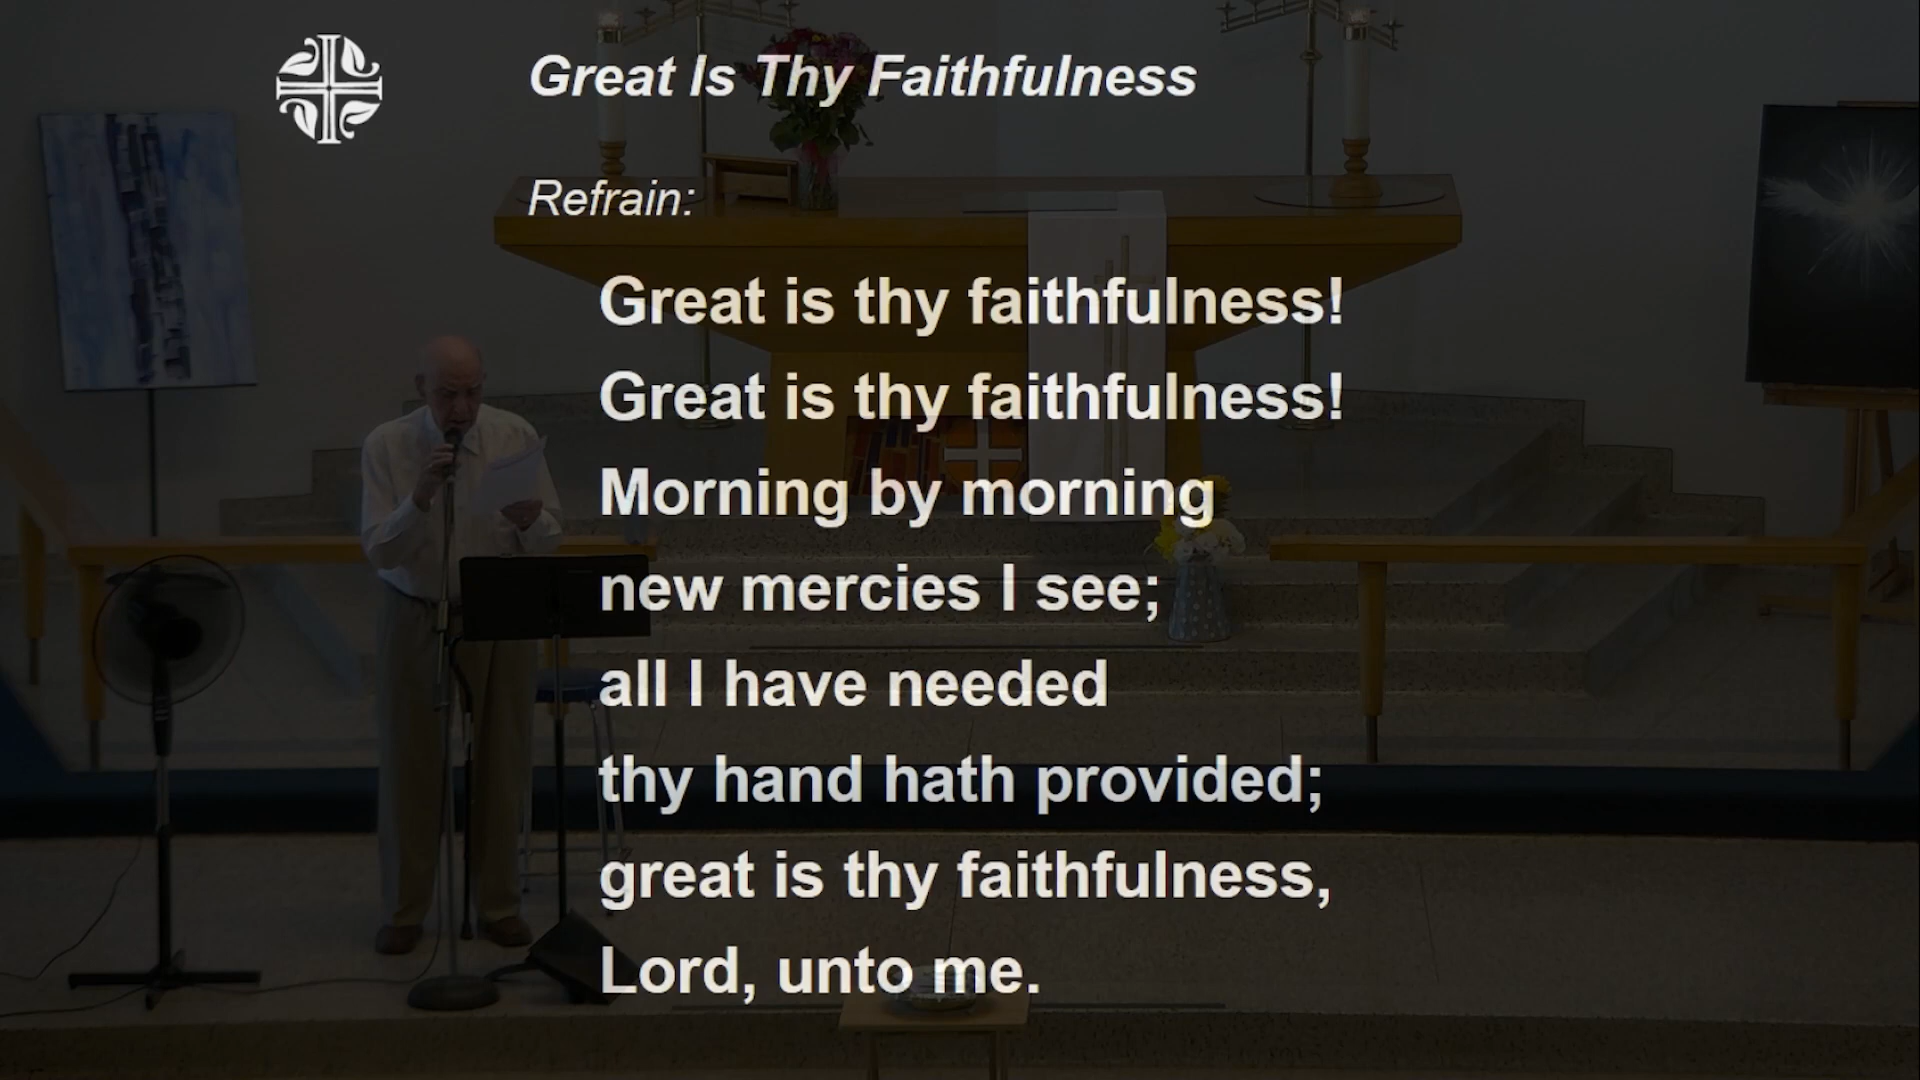 Great Is Thy Faithfulness
Refrain:
Great is thy faithfulness!
Great is thy faithfulness!
Morning by morning
new mercies I see;
all I have needed
thy hand hath provided;
great is thy faithfulness,
Lord, unto me.